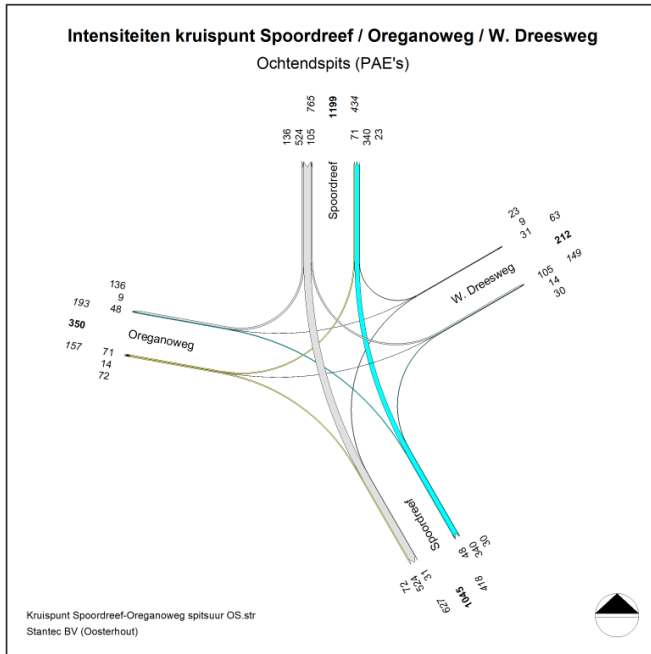 Intensiteiten kruispunt Spoordreef / Oreganoweg / W. Dreesweg
Ochtendspits (PAE's)
765 1199 434
136 524 105 71 340 23
Spoordreef
23
9 63
31 212
W. Dreesweg 149
105
14
30
136
193 9
48
350 Oreganoweg
157 71
14
72
Spoordreef
72 524 31 48 340 30
627 1045 418
Kruispunt Spoordreef-Oreganoweg spitsuur OS.str
Stantec BV (Oosterhout)